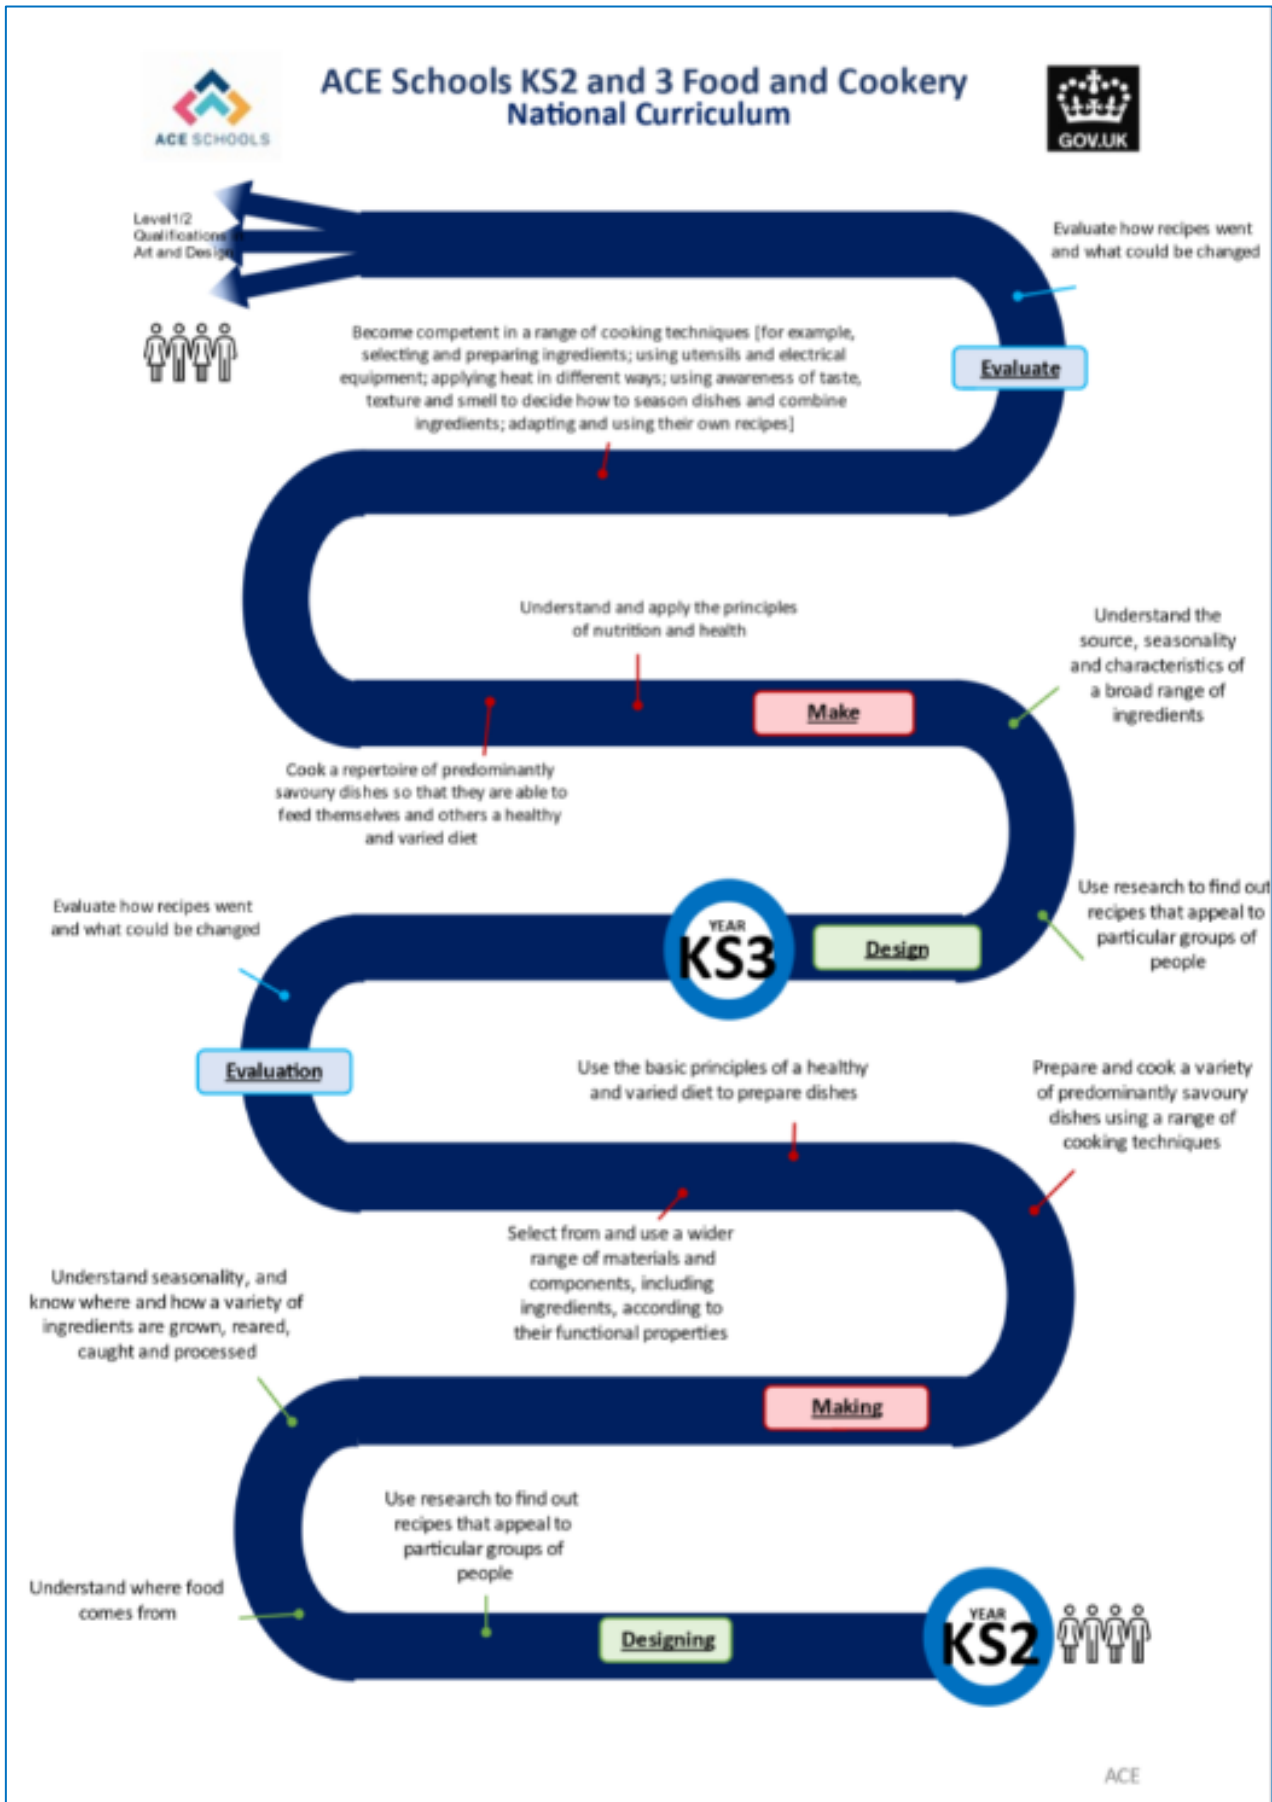 ACE Schools KS2 and 3 Food and Cookery
National Curriculum
ACE SCHOOLS
GOV.UK
Level1/2
Qualifications
Art and Design
Evaluate how recipes went
and what could be changed
Evaluate
Become competent in a range of cooking techniques [for example,
selecting and preparing ingredients; using utensils and electrical
equipment; applying heat in different ways; using awareness of taste,
texture and smell to decide how to season dishes and combine
ingredients; adapting and using their own recipes]
Understand and apply the principles
of nutrition and health
Understand the
source, seasonality
and characteristics of
a broad range of
ingredients
Make
Cook a repertoire of predominantly
savoury dishes so that they are able to
feed themselves and others a healthy
and varied diet
Use research to find out
recipes that appeal to
particular groups of
people
Evaluate how recipes went
and what could be changed
YEAR
KS3
Design
Evaluation
Use the basic principles of a healthy
and varied diet to prepare dishes
Prepare and cook a variety
of predominantly savoury
dishes using a range of
cooking techniques
Select from and use a wider
range of materials and
components, including
ingredients, according to
their functional properties
Understand seasonality, and
know where and how a variety of
ingredients are grown, reared,
caught and processed
Making
Use research to find out
recipes that appeal to
particular groups of
people
Understand where food
comes from
Designing
YEAR
KS2
ACE